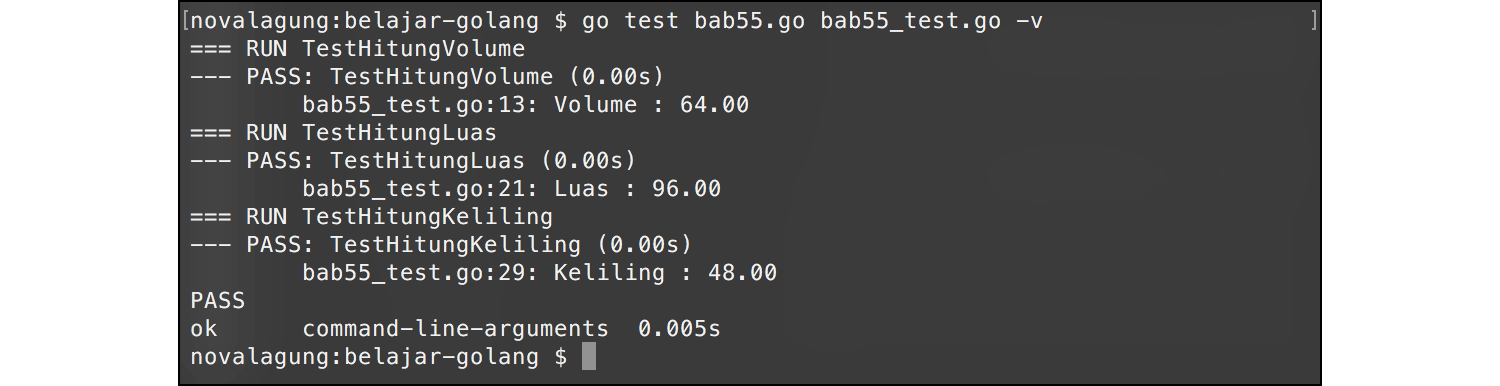 [novalagung:belajar-golang $ go test bab55.go bab55_test.go -v ]
=== RUN TestHitungVolume
--- PASS: TestHitungVolume (0.00s)
bab55_test.go:13: Volume : 64.00
=== RUN TestHitungLuas
--- PASS: TestHitungLuas (0.00s)
bab55_test.go:21: Luas : 96.00
=== RUN TestHitungKeliling
--- PASS: TestHitungKeliling (0.00s)
bab55_test.go:29: Keliling : 48.00
PASS
ok command-line-arguments 0.005s
novalagung:belajar-golang $